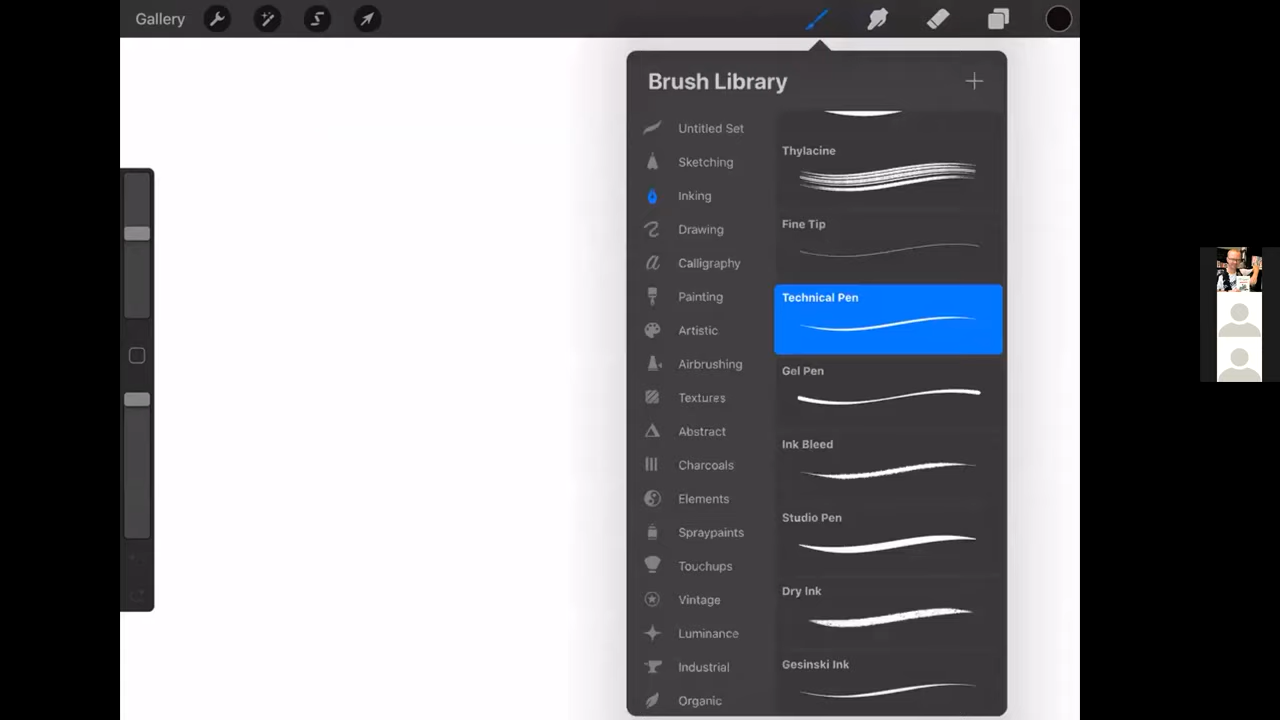 Gallery
Brush Library
Untitled Set
Sketching
Inking
Drawing
Calligraphy
Painting
Artistic
Airbrushing
Textures
Abstract
Charcoals
Elements
Spraypaints
Touchups
Vintage
Luminance
Industrial
Organic
Thylacine
Fine Tip
Technical Pen
Gel Pen
Ink Bleed
Studio Pen
Dry Ink
Gesinski Ink